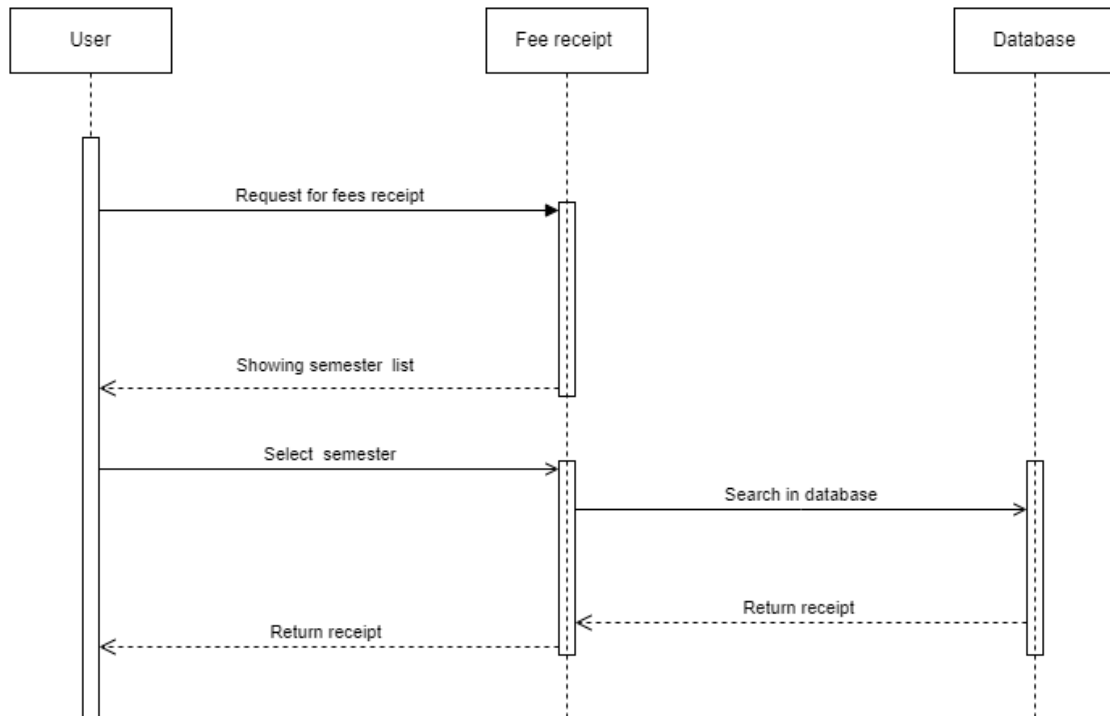 User
Fee receipt
Database
Request for fees receipt
Showing semester list
Select semester
Search in database
Return receipt
Return receipt